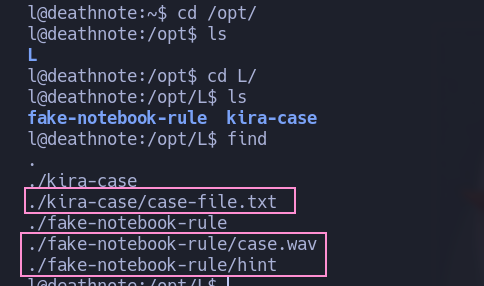 l@deathnote:~$ cd /opt/
l@deathnote:/opt$ ls
L
l@deathnote:/opt$ cd L/
l@deathnote:/opt/L$ ls
fake-notebook-rule  kira-case
l@deathnote:/opt/L$ find
.
./kira-case
./kira-case/case-file.txt
./fake-notebook-rule
./fake-notebook-rule/case.wav
./fake-notebook-rule/hint
l@deathnote:/opt/L$